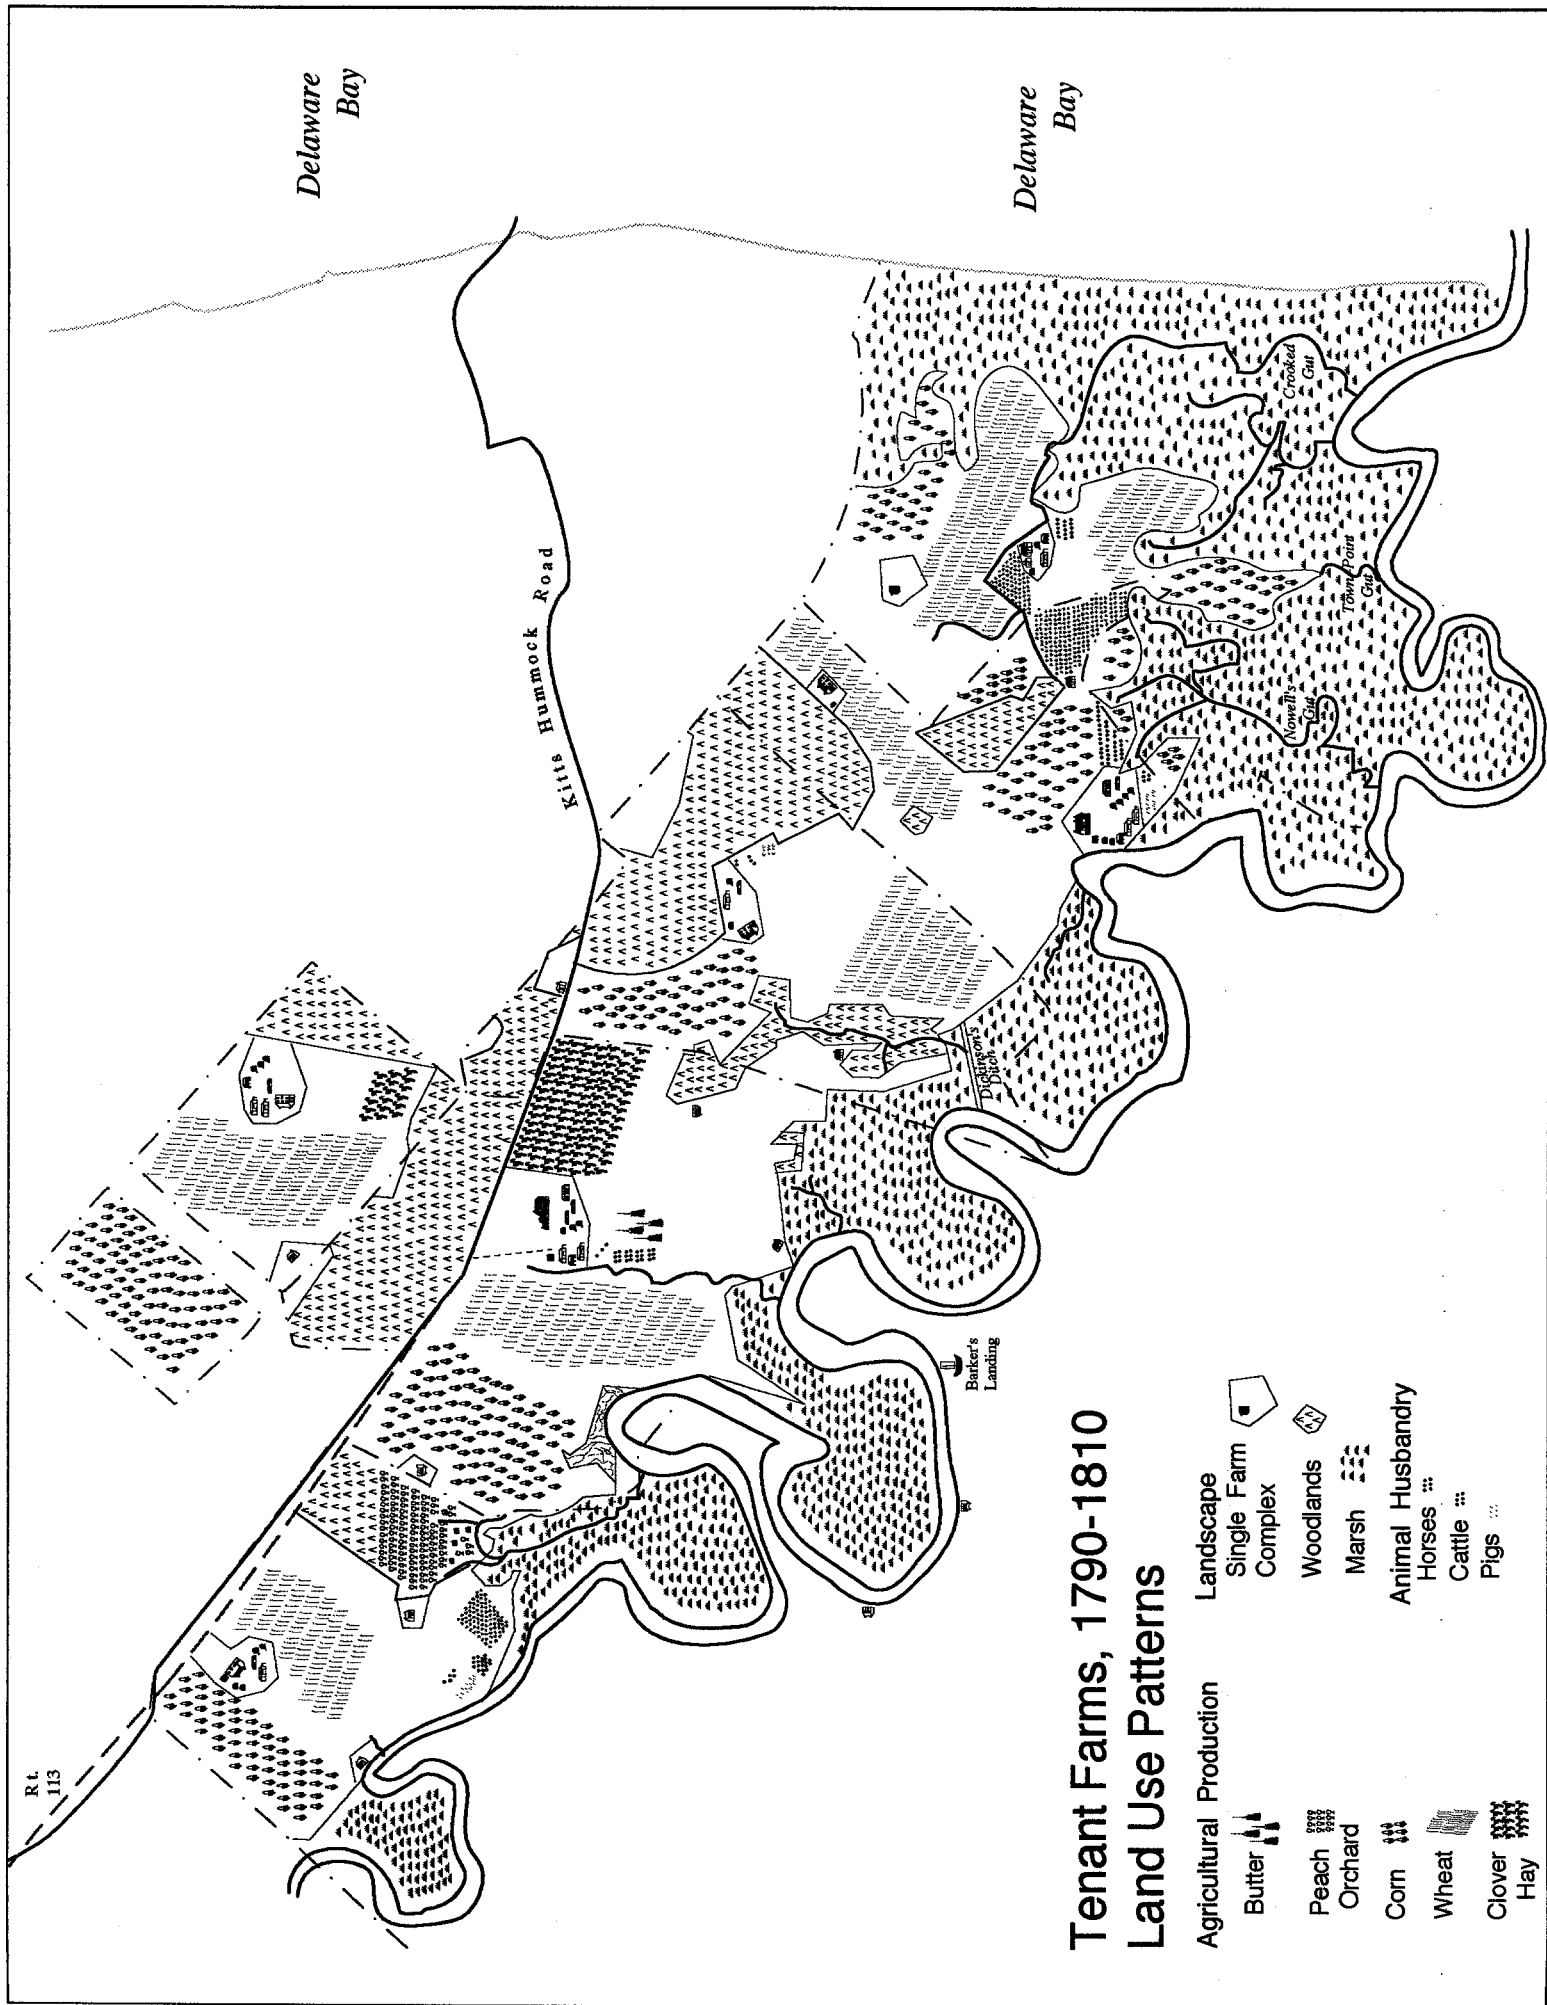 Tenant Farms, 1790-1810
Land Use Patterns
Agricultural Production
Butter
Peach
Orchard
Corn
Wheat
Clover
Hay
Landscape
Single Farm
Complex
Woodlands
Marsh
Animal Husbandry
Horses
Cattle
Pigs
Rt.
113
Kitts Hummock Road
Delaware
Bay
Delaware
Bay
Barker's
Landing
Dickinson's
Ditch
Nowell's
Gut
Town Point
Gut
Crooked
Gut